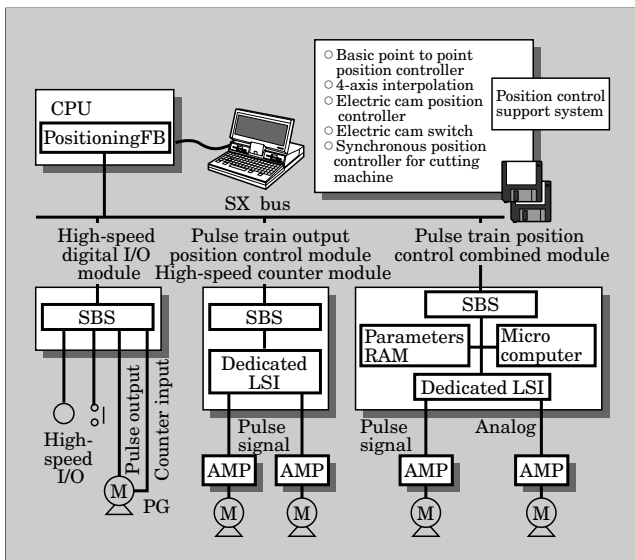 ○ Basic point to point
position controller
○ 4-axis interpolation
○ Electric cam position
controller
○ Electric cam switch
○ Synchronous position
controller for cutting
machine
Position control
support system
CPU
PositioningFB
SX bus
High-speed
digital I/O
module
Pulse train output
position control module
High-speed counter module
Pulse train position
control combined module
SBS
High-
speed
I/O
Pulse output
Counter input
M
PG
SBS
Dedicated
LSI
Pulse
signal
AMP
AMP
M
M
SBS
Parameters
RAM
Micro
computer
Dedicated LSI
Pulse
signal
Analog
AMP
AMP
M
M